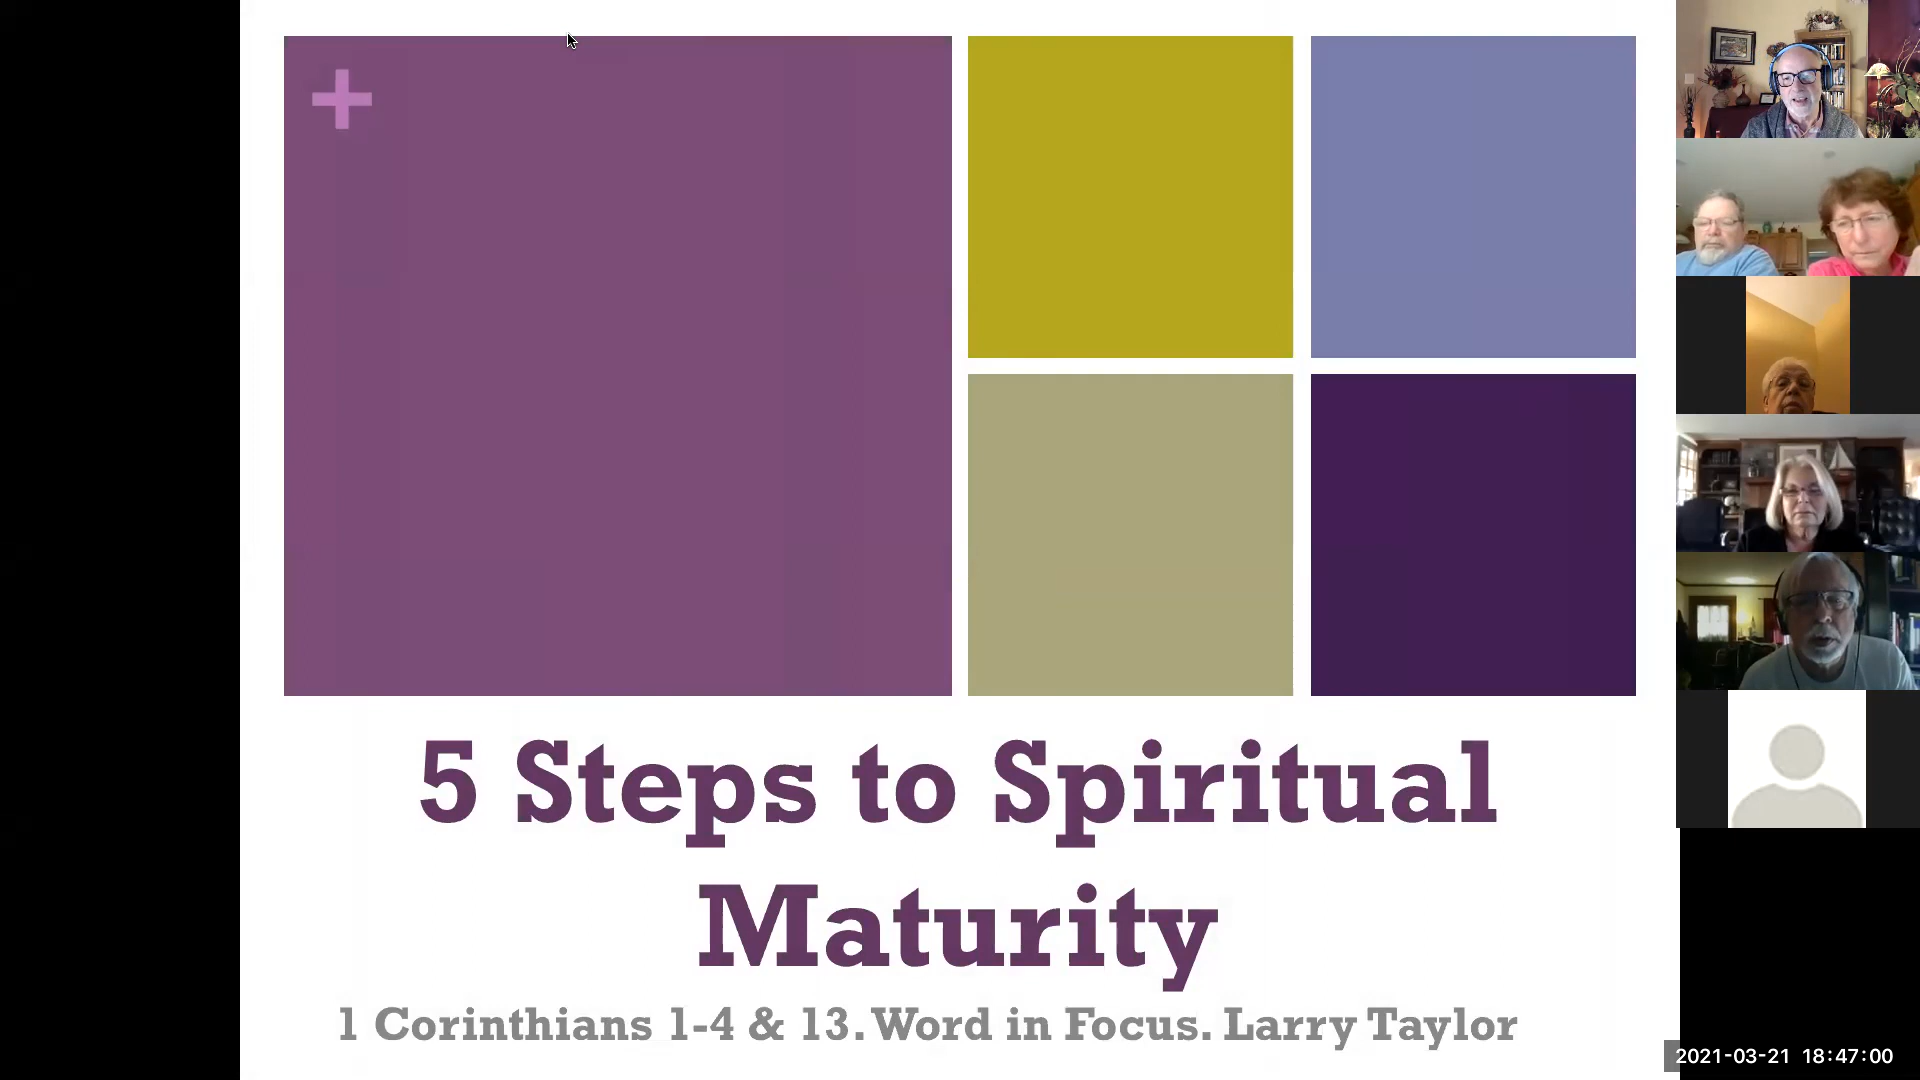 5 Steps to Spiritual
Maturity
1 Corinthians 1-4 & 13. Word in Focus. Larry Taylor
2021-03-21 18:47:00